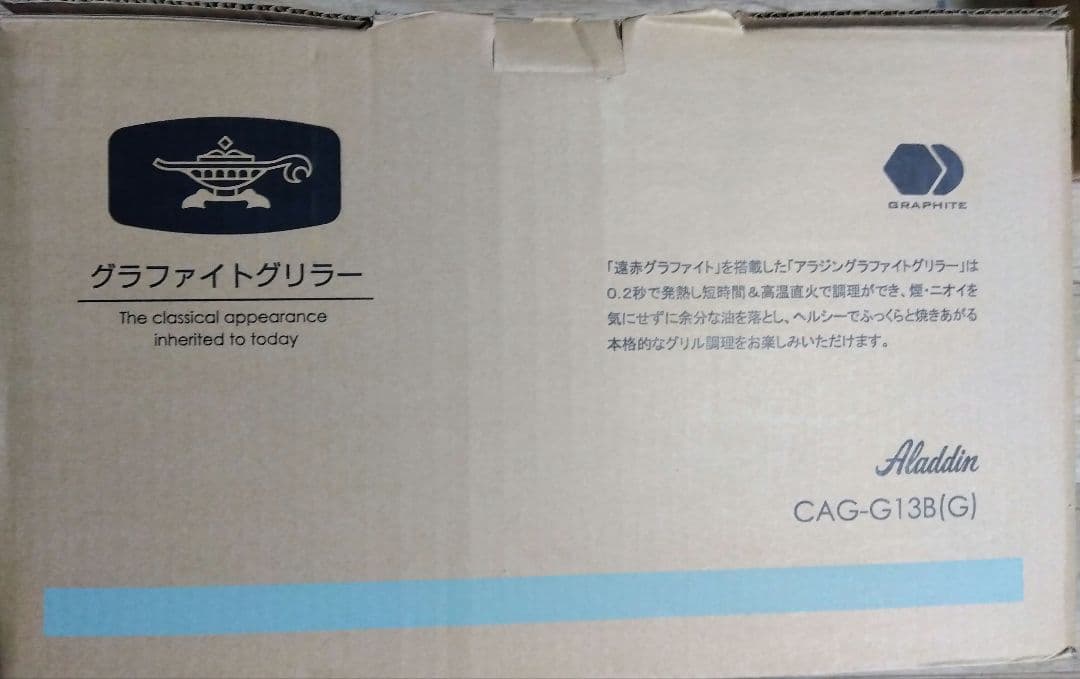 グラファイトグリラー
The classical appearance
inherited to today
GRAPHITE
「遠赤グラファイト」を搭載した「アラジングラファイトグリラー」は
0.2秒で発熱し短時間&高温直火で調理ができ、煙・ニオイを
気にせずに余分な油を落とし、ヘルシーでふっくらと焼きあがる
本格的なグリル調理をお楽しみいただけます。
Aladdin
CAG-G13B(G)